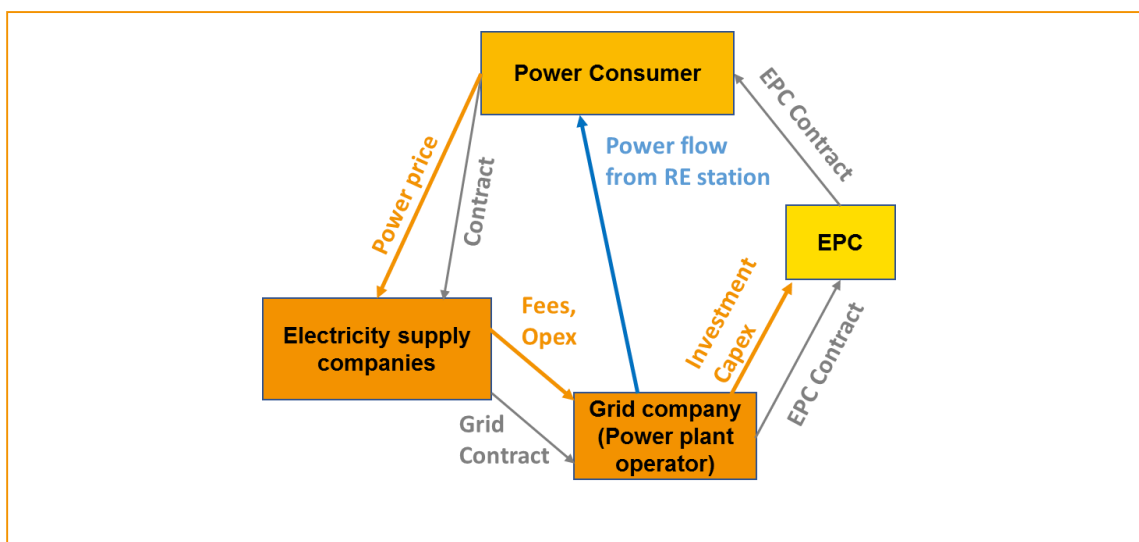 Power Consumer
EPC Contract
Power price
Contract
Power flow
from RE station
EPC
Electricity supply
companies
Fees,
Opex
Investment
Capex
EPC Contract
Grid
Contract
Grid company
(Power plant
operator)